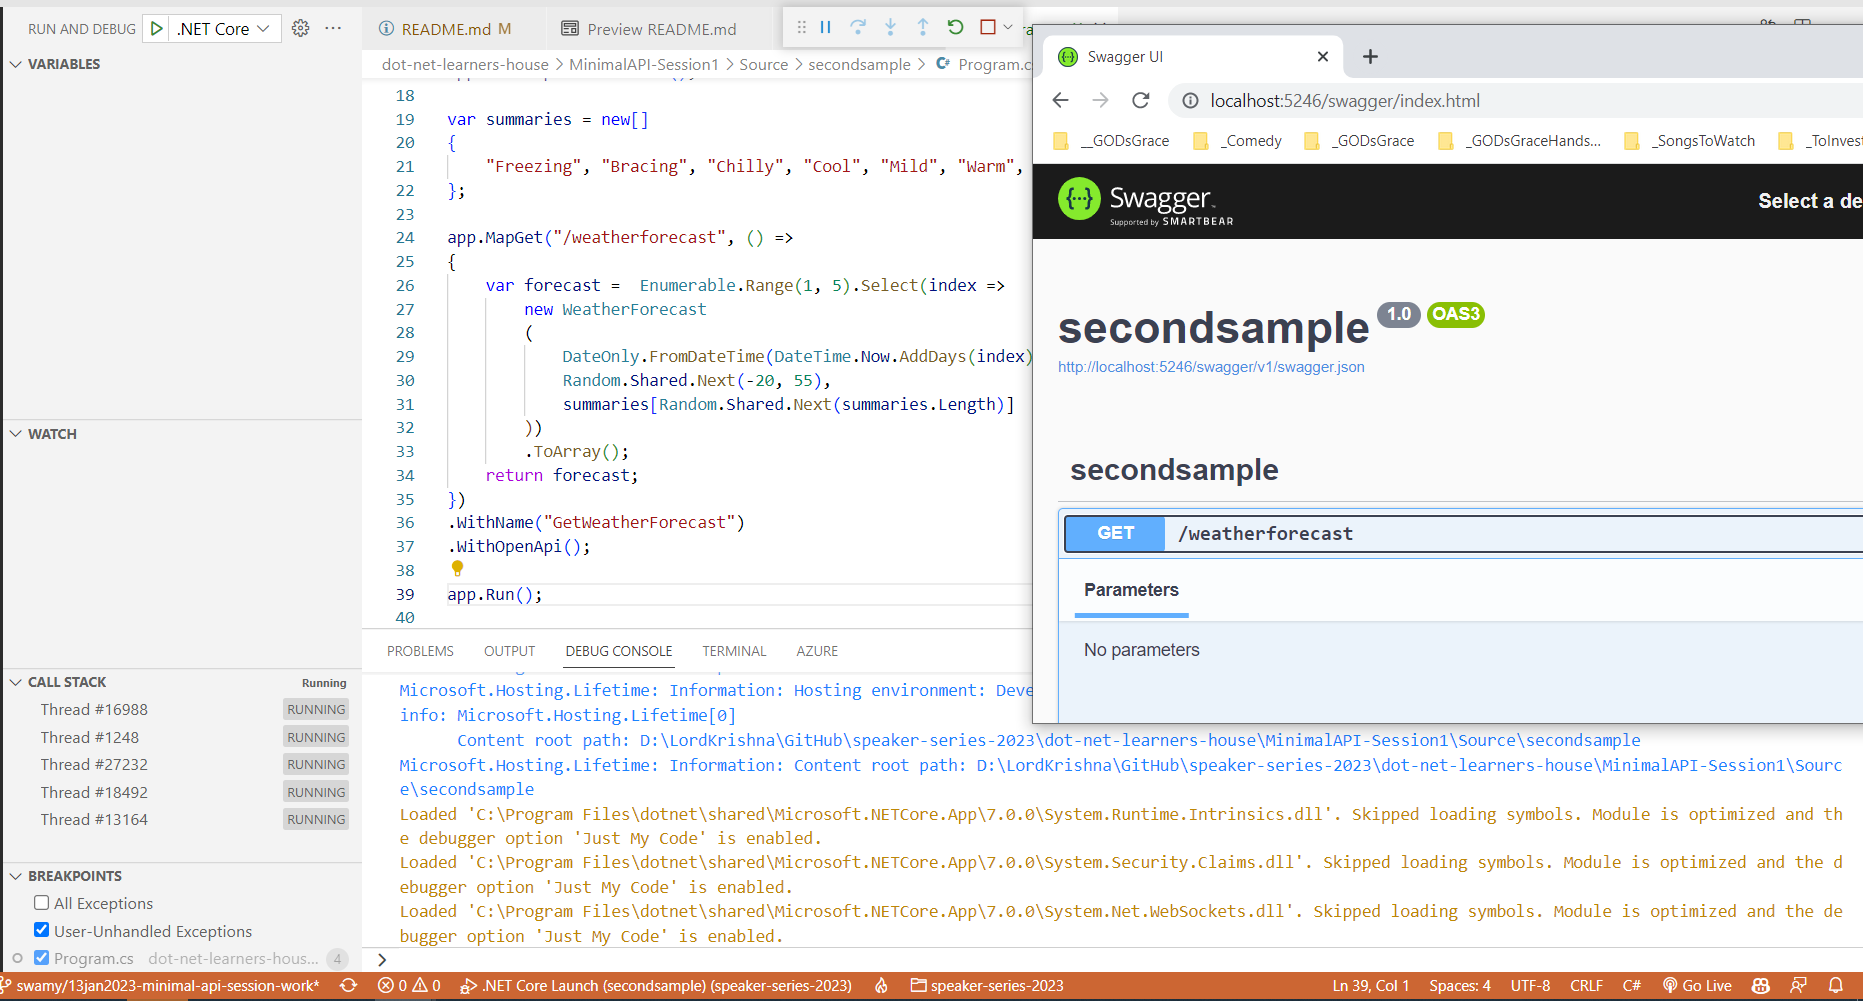 RUN AND DEBUG .NET Core
README.md M
Preview README.md
VARIABLES
WATCH
CALL STACK Running
Thread #16988 RUNNING
Thread #1248 RUNNING
Thread #27232 RUNNING
Thread #18492 RUNNING
Thread #13164 RUNNING
BREAKPOINTS
All Exceptions
User-Unhandled Exceptions
Program.cs dot-net-learners-hous... 4
dot-net-learners-house > MinimalAPI-Session1 > Source > secondsample > Program.c
18
19 var summaries = new[]
20 {
21 "Freezing", "Bracing", "Chilly", "Cool", "Mild", "Warm",
22 };
23
24 app.MapGet("/weatherforecast", () =>
25 {
26 var forecast =  Enumerable.Range(1, 5).Select(index =>
27 new WeatherForecast
28 (
29 DateOnly.FromDateTime(DateTime.Now.AddDays(index)
30 Random.Shared.Next(-20, 55),
31 summaries[Random.Shared.Next(summaries.Length)]
32 ))
33 .ToArray();
34 return forecast;
35 })
36 .WithName("GetWeatherForecast")
37 .WithOpenApi();
38
39 app.Run();
40
PROBLEMS OUTPUT DEBUG CONSOLE TERMINAL AZURE
Microsoft.Hosting.Lifetime: Information: Hosting environment: Deve
info: Microsoft.Hosting.Lifetime[0]
Content root path: D:\LordKrishna\GitHub\speaker-series-2023\dot-net-learners-house\MinimalAPI-Session1\Source\secondsample
Microsoft.Hosting.Lifetime: Information: Content root path: D:\LordKrishna\GitHub\speaker-series-2023\dot-net-learners-house\MinimalAPI-Session1\Sourc
e\secondsample
Loaded 'C:\Program Files\dotnet\shared\Microsoft.NETCore.App\7.0.0\System.Runtime.Intrinsics.dll'. Skipped loading symbols. Module is optimized and th
e debugger option 'Just My Code' is enabled.
Loaded 'C:\Program Files\dotnet\shared\Microsoft.NETCore.App\7.0.0\System.Security.Claims.dll'. Skipped loading symbols. Module is optimized and the d
ebugger option 'Just My Code' is enabled.
Loaded 'C:\Program Files\dotnet\shared\Microsoft.NETCore.App\7.0.0\System.Net.WebSockets.dll'. Skipped loading symbols. Module is optimized and the de
bugger option 'Just My Code' is enabled.
>
Swagger UI
localhost:5246/swagger/index.html
__GODsGrace _Comedy _GODsGrace _GODsGraceHands... _SongsToWatch _ToInvest
Swagger
Supported by SMARTBEAR
Select a de
secondsample 1.0 OAS3
http://localhost:5246/swagger/v1/swagger.json
secondsample
GET /weatherforecast
Parameters
No parameters
swamy/13jan2023-minimal-api-session-work* 0 0 .NET Core Launch (secondsample) (speaker-series-2023) speaker-series-2023 Ln 39, Col 1 Spaces: 4 UTF-8 CRLF C# Go Live